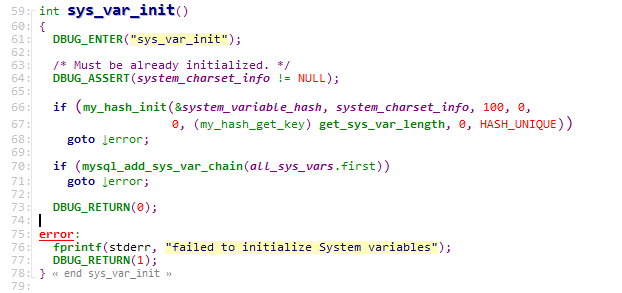 59: int sys_var_init()
60: {
61:   DBUG_ENTER("sys_var_init");
62:
63:   /* Must be already initialized. */
64:   DBUG_ASSERT(system_charset_info != NULL);
65:
66:   if (my_hash_init(&system_variable_hash, system_charset_info, 100, 0,
67:                    0, (my_hash_get_key) get_sys_var_length, 0, HASH_UNIQUE))
68:     goto ↓error;
69:
70:   if (mysql_add_sys_var_chain(all_sys_vars.first))
71:     goto ↓error;
72:
73:   DBUG_RETURN(0);
74:
75: error:
76:   fprintf(stderr, "failed to initialize System variables");
77:   DBUG_RETURN(1);
78: } « end sys_var_init »
79: